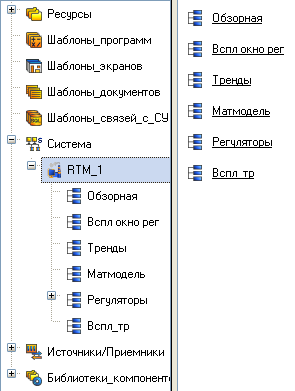 Ресурсы
Шаблоны_программ
Шаблоны_экранов
Шаблоны_документов
Шаблоны_связей_с_СУ
Система
RTM_1
Обзорная
Вспл окно рег
Тренды
Матмодель
Регуляторы
Вспл_тр
Источники/Приемники
Библиотеки_компонент
Обзорная
Вспл окно рег
Тренды
Матмодель
Регуляторы
Вспл_тр